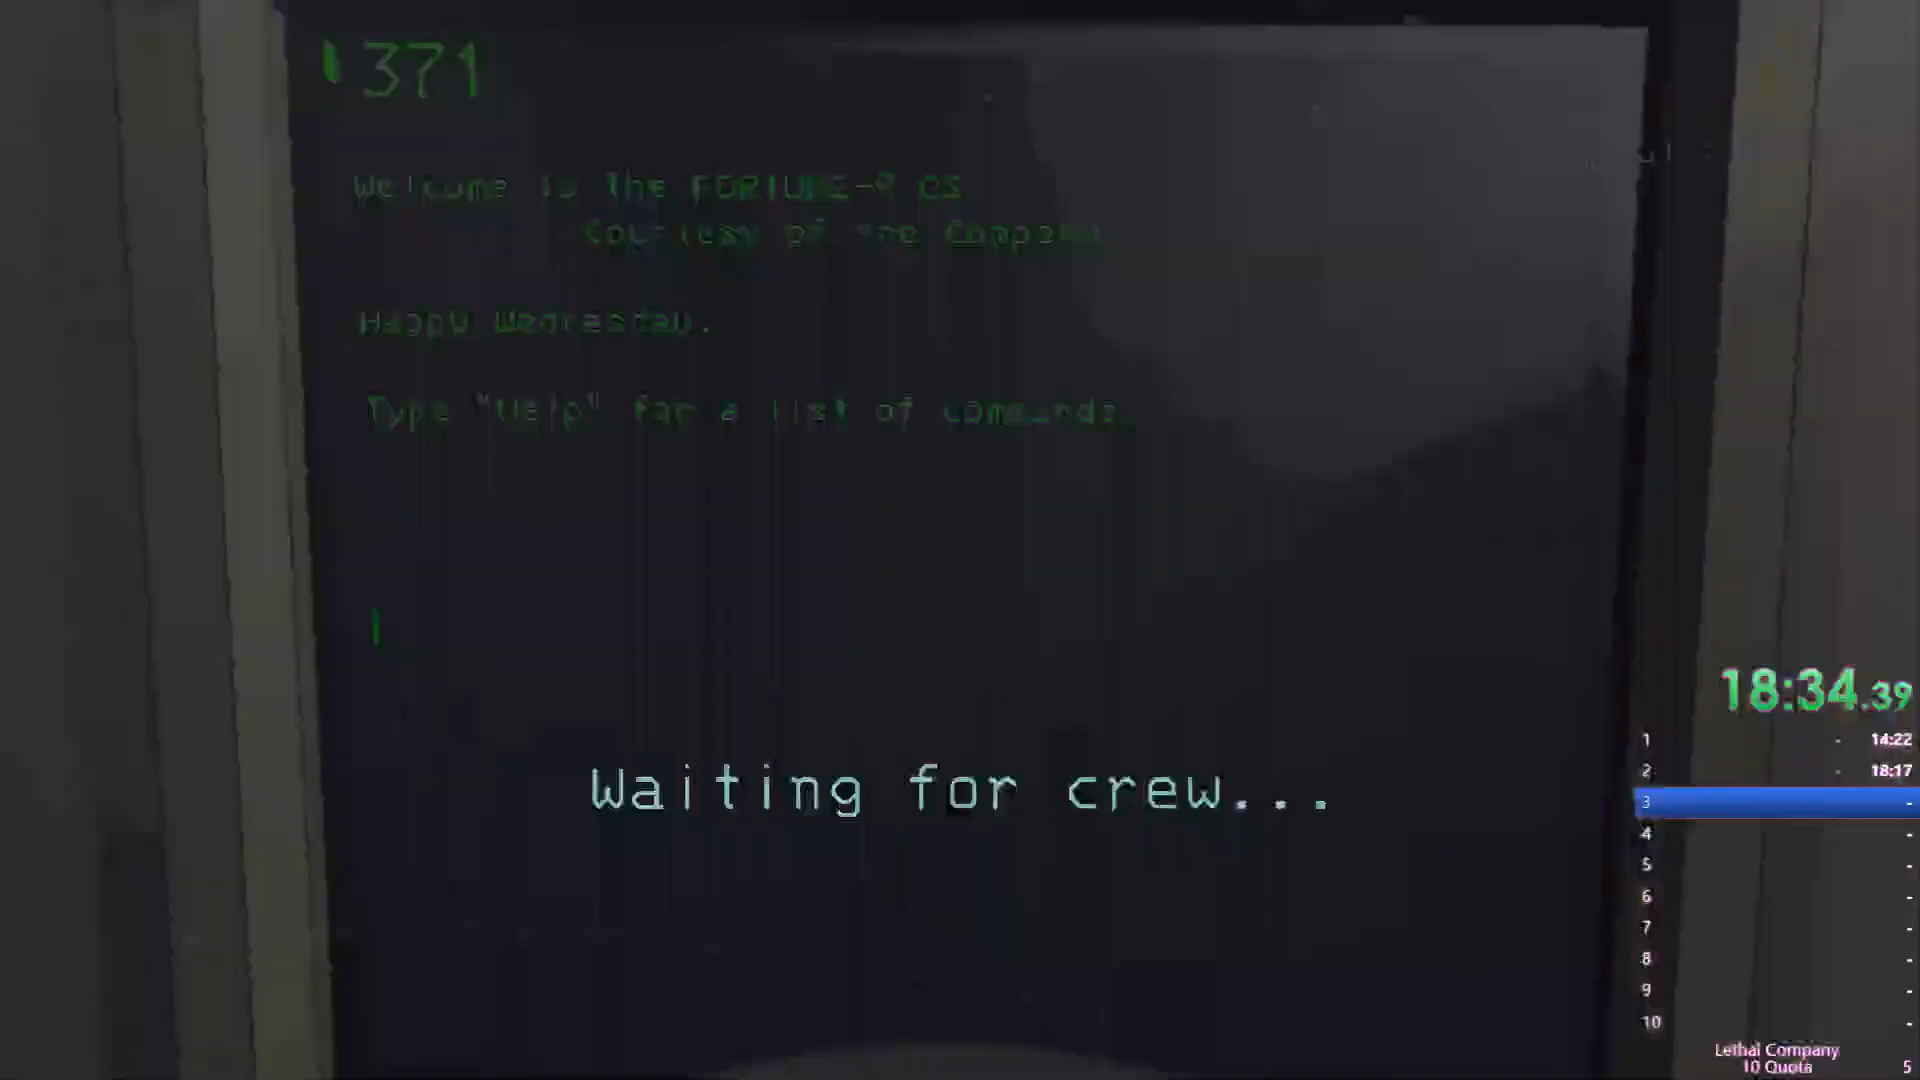 371
Welcome to the FORTUNE-9 OS
Courtesy of the Company
Happy Wednesday.
Type "Help" for a list of commands.
Waiting for crew...
18:34.39
1 - 14:22
2 - 18:17
3 -
4 -
5 -
6 -
7 -
8 -
9 -
10 -
Lethal Company
10 Quota 5